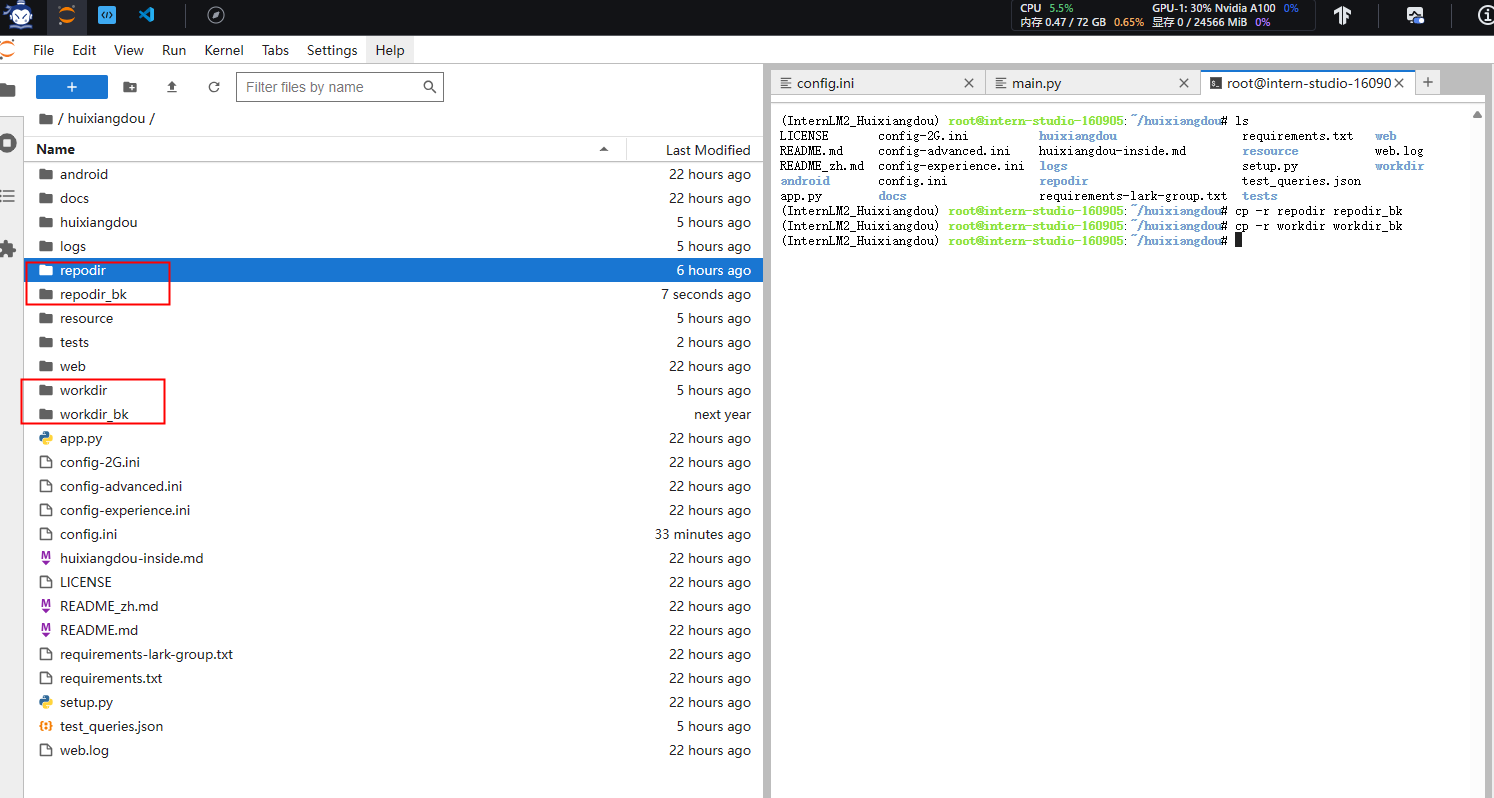 CPU 5.5%
GPU-1: 30% Nvidia A100 0%
内存 0.47 / 72 GB 0.65%
显存 0 / 24566 MiB 0%
File Edit View Run Kernel Tabs Settings Help
+
Filter files by name
/ huixiangdou /
Name Last Modified
android 22 hours ago
docs 22 hours ago
huixiangdou 5 hours ago
logs 5 hours ago
repodir 6 hours ago
repodir_bk 7 seconds ago
resource 5 hours ago
tests 2 hours ago
web 22 hours ago
workdir 5 hours ago
workdir_bk next year
app.py 22 hours ago
config-2G.ini 22 hours ago
config-advanced.ini 22 hours ago
config-experience.ini 22 hours ago
config.ini 33 minutes ago
huixiangdou-inside.md 22 hours ago
LICENSE 22 hours ago
README_zh.md 22 hours ago
README.md 22 hours ago
requirements-lark-group.txt 22 hours ago
requirements.txt 22 hours ago
setup.py 22 hours ago
test_queries.json 5 hours ago
web.log 22 hours ago
config.ini main.py root@intern-studio-16090 +
(InternLM2_Huixiangdou) root@intern-studio-160905:~/huixiangdou# ls
LICENSE config-2G.ini huixiangdou requirements.txt web
README.md config-advanced.ini huixiangdou-inside.md resource web.log
README_zh.md config-experience.ini logs setup.py workdir
android config.ini repodir test_queries.json
app.py docs requirements-lark-group.txt tests
(InternLM2_Huixiangdou) root@intern-studio-160905:~/huixiangdou# cp -r repodir repodir_bk
(InternLM2_Huixiangdou) root@intern-studio-160905:~/huixiangdou# cp -r workdir workdir_bk
(InternLM2_Huixiangdou) root@intern-studio-160905:~/huixiangdou#